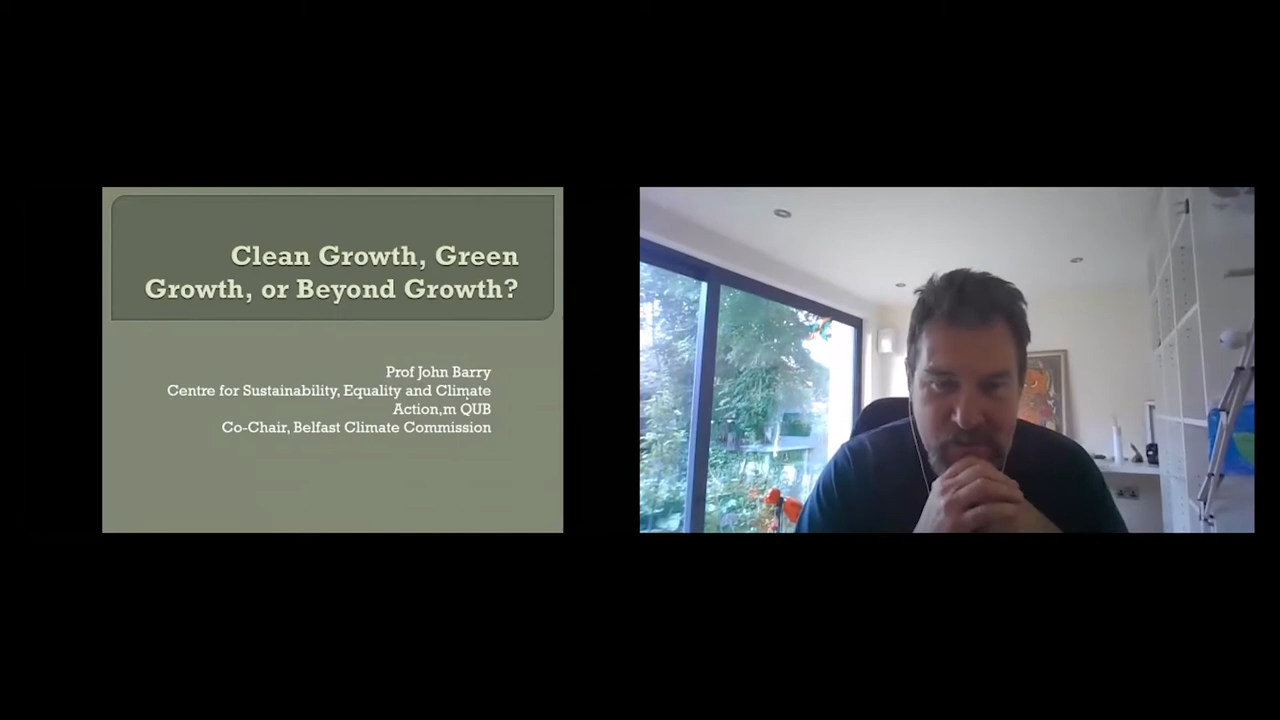 Clean Growth, Green
Growth, or Beyond Growth?
Prof John Barry
Centre for Sustainability, Equality and Climate
Action,m QUB
Co-Chair, Belfast Climate Commission